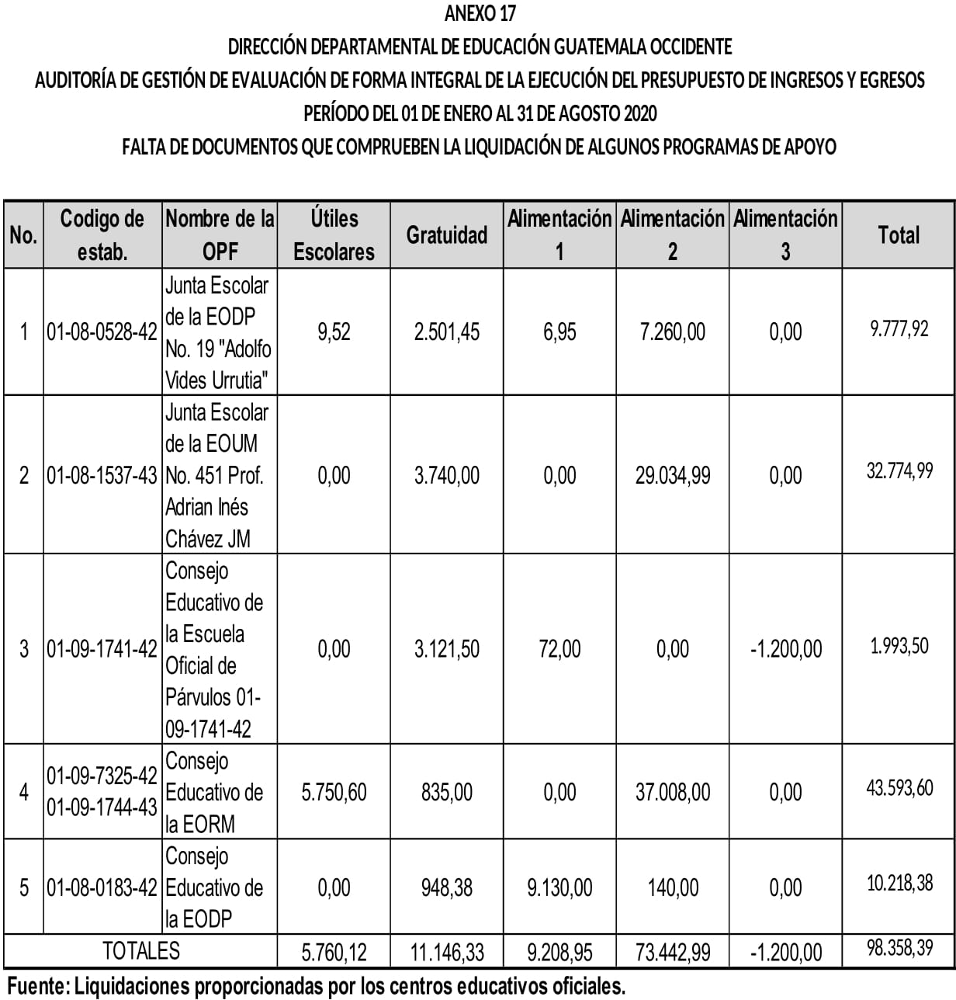 ANEXO 17
DIRECCIÓN DEPARTAMENTAL DE EDUCACIÓN GUATEMALA OCCIDENTE
AUDITORÍA DE GESTIÓN DE EVALUACIÓN DE FORMA INTEGRAL DE LA EJECUCIÓN DEL PRESUPUESTO DE INGRESOS Y EGRESOS
PERÍODO DEL 01 DE ENERO AL 31 DE AGOSTO 2020
FALTA DE DOCUMENTOS QUE COMPRUEBEN LA LIQUIDACIÓN DE ALGUNOS PROGRAMAS DE APOYO
No.
Codigo de
estab.
Nombre de la
OPF
Útiles
Escolares
Gratuidad
Alimentación
1
Alimentación
2
Alimentación
3
Total
1
01-08-0528-42
Junta Escolar
de la EODP
No. 19 "Adolfo
Vides Urrutia"
9,52
2.501,45
6,95
7.260,00
0,00
9.777,92
2
01-08-1537-43
Junta Escolar
de la EOUM
No. 451 Prof.
Adrian Inés
Chávez JM
0,00
3.740,00
0,00
29.034,99
0,00
32.774,99
3
01-09-1741-42
Consejo
Educativo de
la Escuela
Oficial de
Párvulos 01-
09-1741-42
0,00
3.121,50
72,00
0,00
-1.200,00
1.993,50
4
01-09-7325-42
01-09-1744-43
Consejo
Educativo de
la EORM
5.750,60
835,00
0,00
37.008,00
0,00
43.593,60
5
01-08-0183-42
Consejo
Educativo de
la EODP
0,00
948,38
9.130,00
140,00
0,00
10.218,38
TOTALES
5.760,12
11.146,33
9.208,95
73.442,99
-1.200,00
98.358,39
Fuente: Liquidaciones proporcionadas por los centros educativos oficiales.